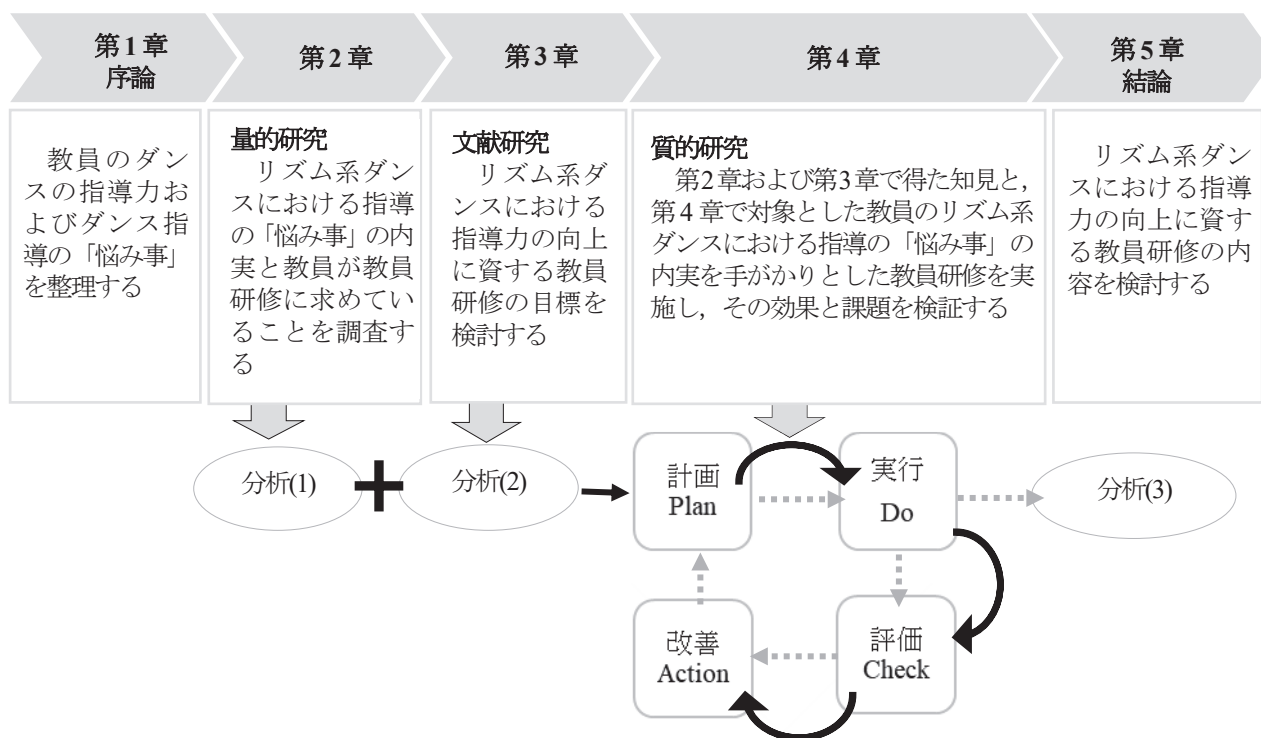 第1章
序論
第2章
第3章
第4章
第5章
結論
教員のダン
スの指導力お
よびダンス指
導の「悩み事」
を整理する
量的研究
リズム系ダン
スにおける指導
の「悩み事」の内
実と教員が教員
研修に求めてい
ることを調査す
る
文献研究
リズム系ダ
ンスにおける
指導力の向上
に資する教員
研修の目標を
検討する
質的研究
第2章および第3章で得た知見と,
第4章で対象とした教員のリズム系
ダンスにおける指導の「悩み事」の
内実を手がかりとした教員研修を実
施し,その効果と課題を検証する
リズム系ダン
スにおける指導
力の向上に資す
る教員研修の内
容を検討する
分析(1)
分析(2)
計画
Plan
実行
Do
分析(3)
改善
Action
評価
Check